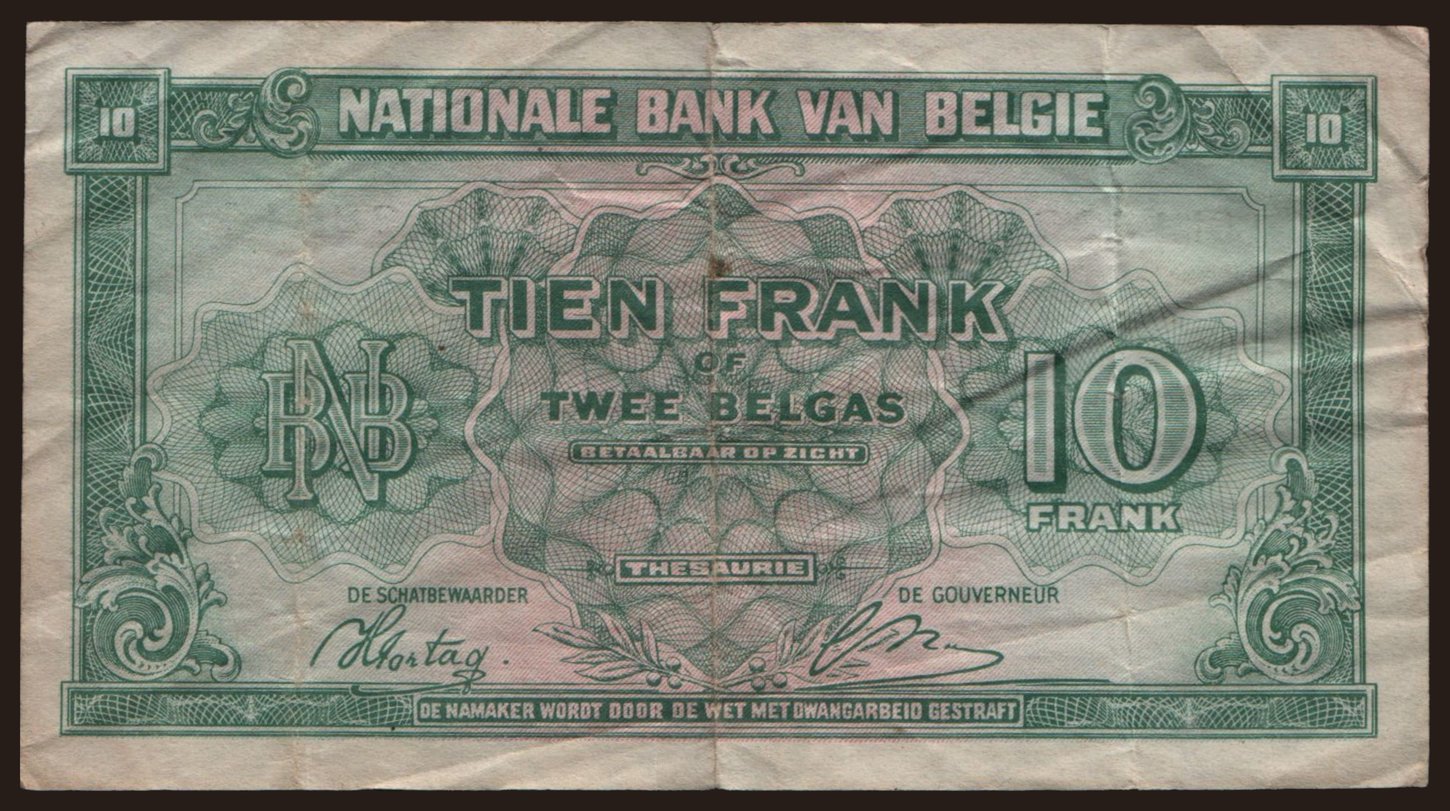 10 NATIONALE BANK VAN BELGIE 10
TIEN FRANK
OF
TWEE BELGAS
BETAALBAAR OP ZICHT
BNB
10
FRANK
THESAURIE
DE SCHATBEWAARDER
DE GOUVERNEUR
DE NAMAKER WORDT DOOR DE WET MET DWANGARBEID GESTRAFT